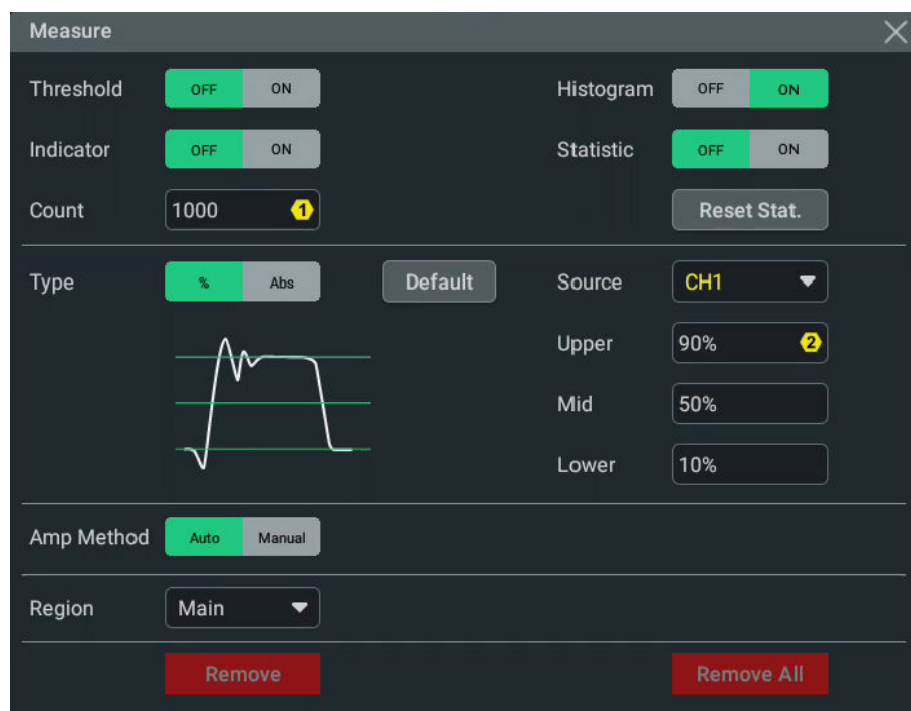 Measure
Threshold OFF ON Histogram OFF ON
Indicator OFF ON Statistic OFF ON
Count 1000 1 Reset Stat.
Type % Abs Default Source CH1
Upper 90% 2
Mid 50%
Lower 10%
Amp Method Auto Manual
Region Main
Remove Remove All